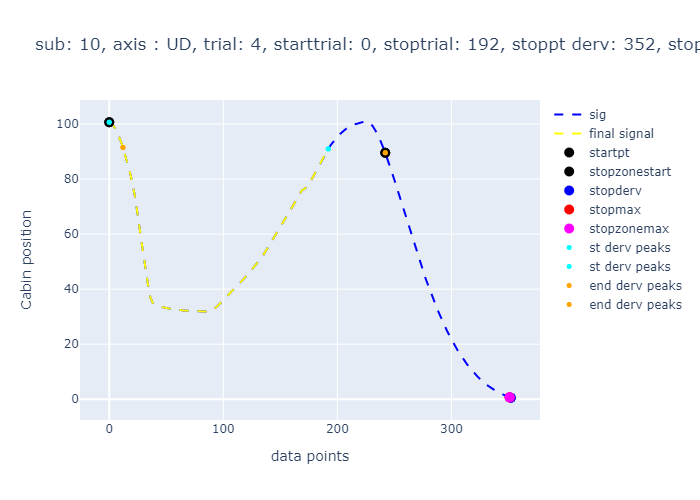 sub: 10, axis : UD, trial: 4, starttrial: 0, stoptrial: 192, stoppt derv: 352, stop
100
80
60
40
20
0
Cabin position
0 100 200 300
data points
sig
final signal
startpt
stopzonestart
stopderv
stopmax
stopzonemax
st derv peaks
st derv peaks
end derv peaks
end derv peaks